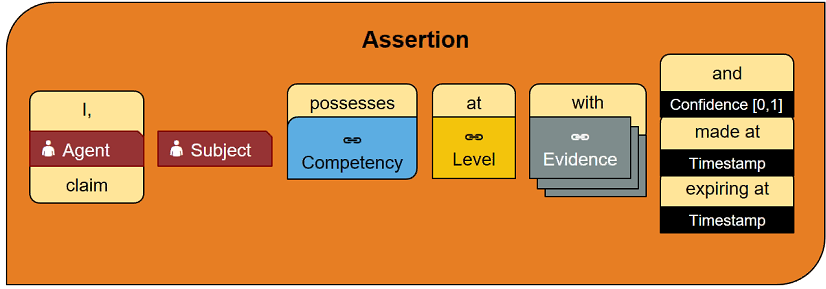 Assertion
I,
Agent
claim
Subject
possesses
Competency
at
Level
with
Evidence
and
Confidence [0,1]
made at
Timestamp
expiring at
Timestamp